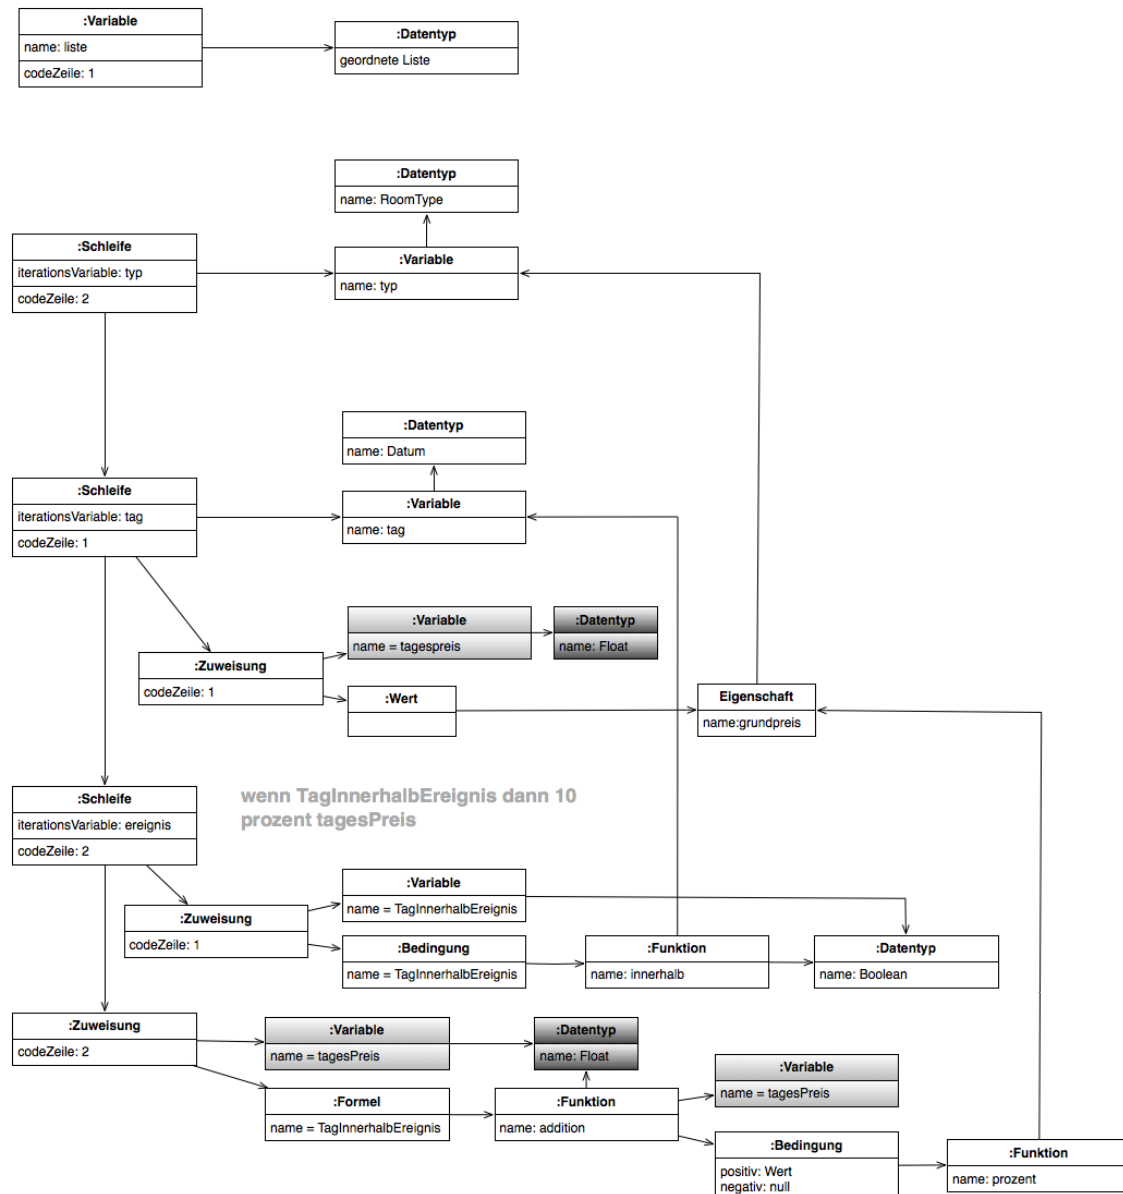 :Variable
name: liste
codeZeile: 1
:Datentyp
geordnete Liste
:Datentyp
name: RoomType
:Schleife
iterationsVariable: typ
codeZeile: 2
:Variable
name: typ
:Datentyp
name: Datum
:Schleife
iterationsVariable: tag
codeZeile: 1
:Variable
name: tag
:Variable
name = tagespreis
:Datentyp
name: Float
:Zuweisung
codeZeile: 1
:Wert
Eigenschaft
name:grundpreis
:Schleife
iterationsVariable: ereignis
codeZeile: 2
wenn TagInnerhalbEreignis dann 10
prozent tagesPreis
:Variable
name = TagInnerhalbEreignis
:Zuweisung
codeZeile: 1
:Bedingung
name = TagInnerhalbEreignis
:Funktion
name: innerhalb
:Datentyp
name: Boolean
:Zuweisung
codeZeile: 2
:Variable
name = tagesPreis
:Datentyp
name: Float
:Variable
name = tagesPreis
:Formel
name = TagInnerhalbEreignis
:Funktion
name: addition
:Bedingung
positiv: Wert
negativ: null
:Funktion
name: prozent